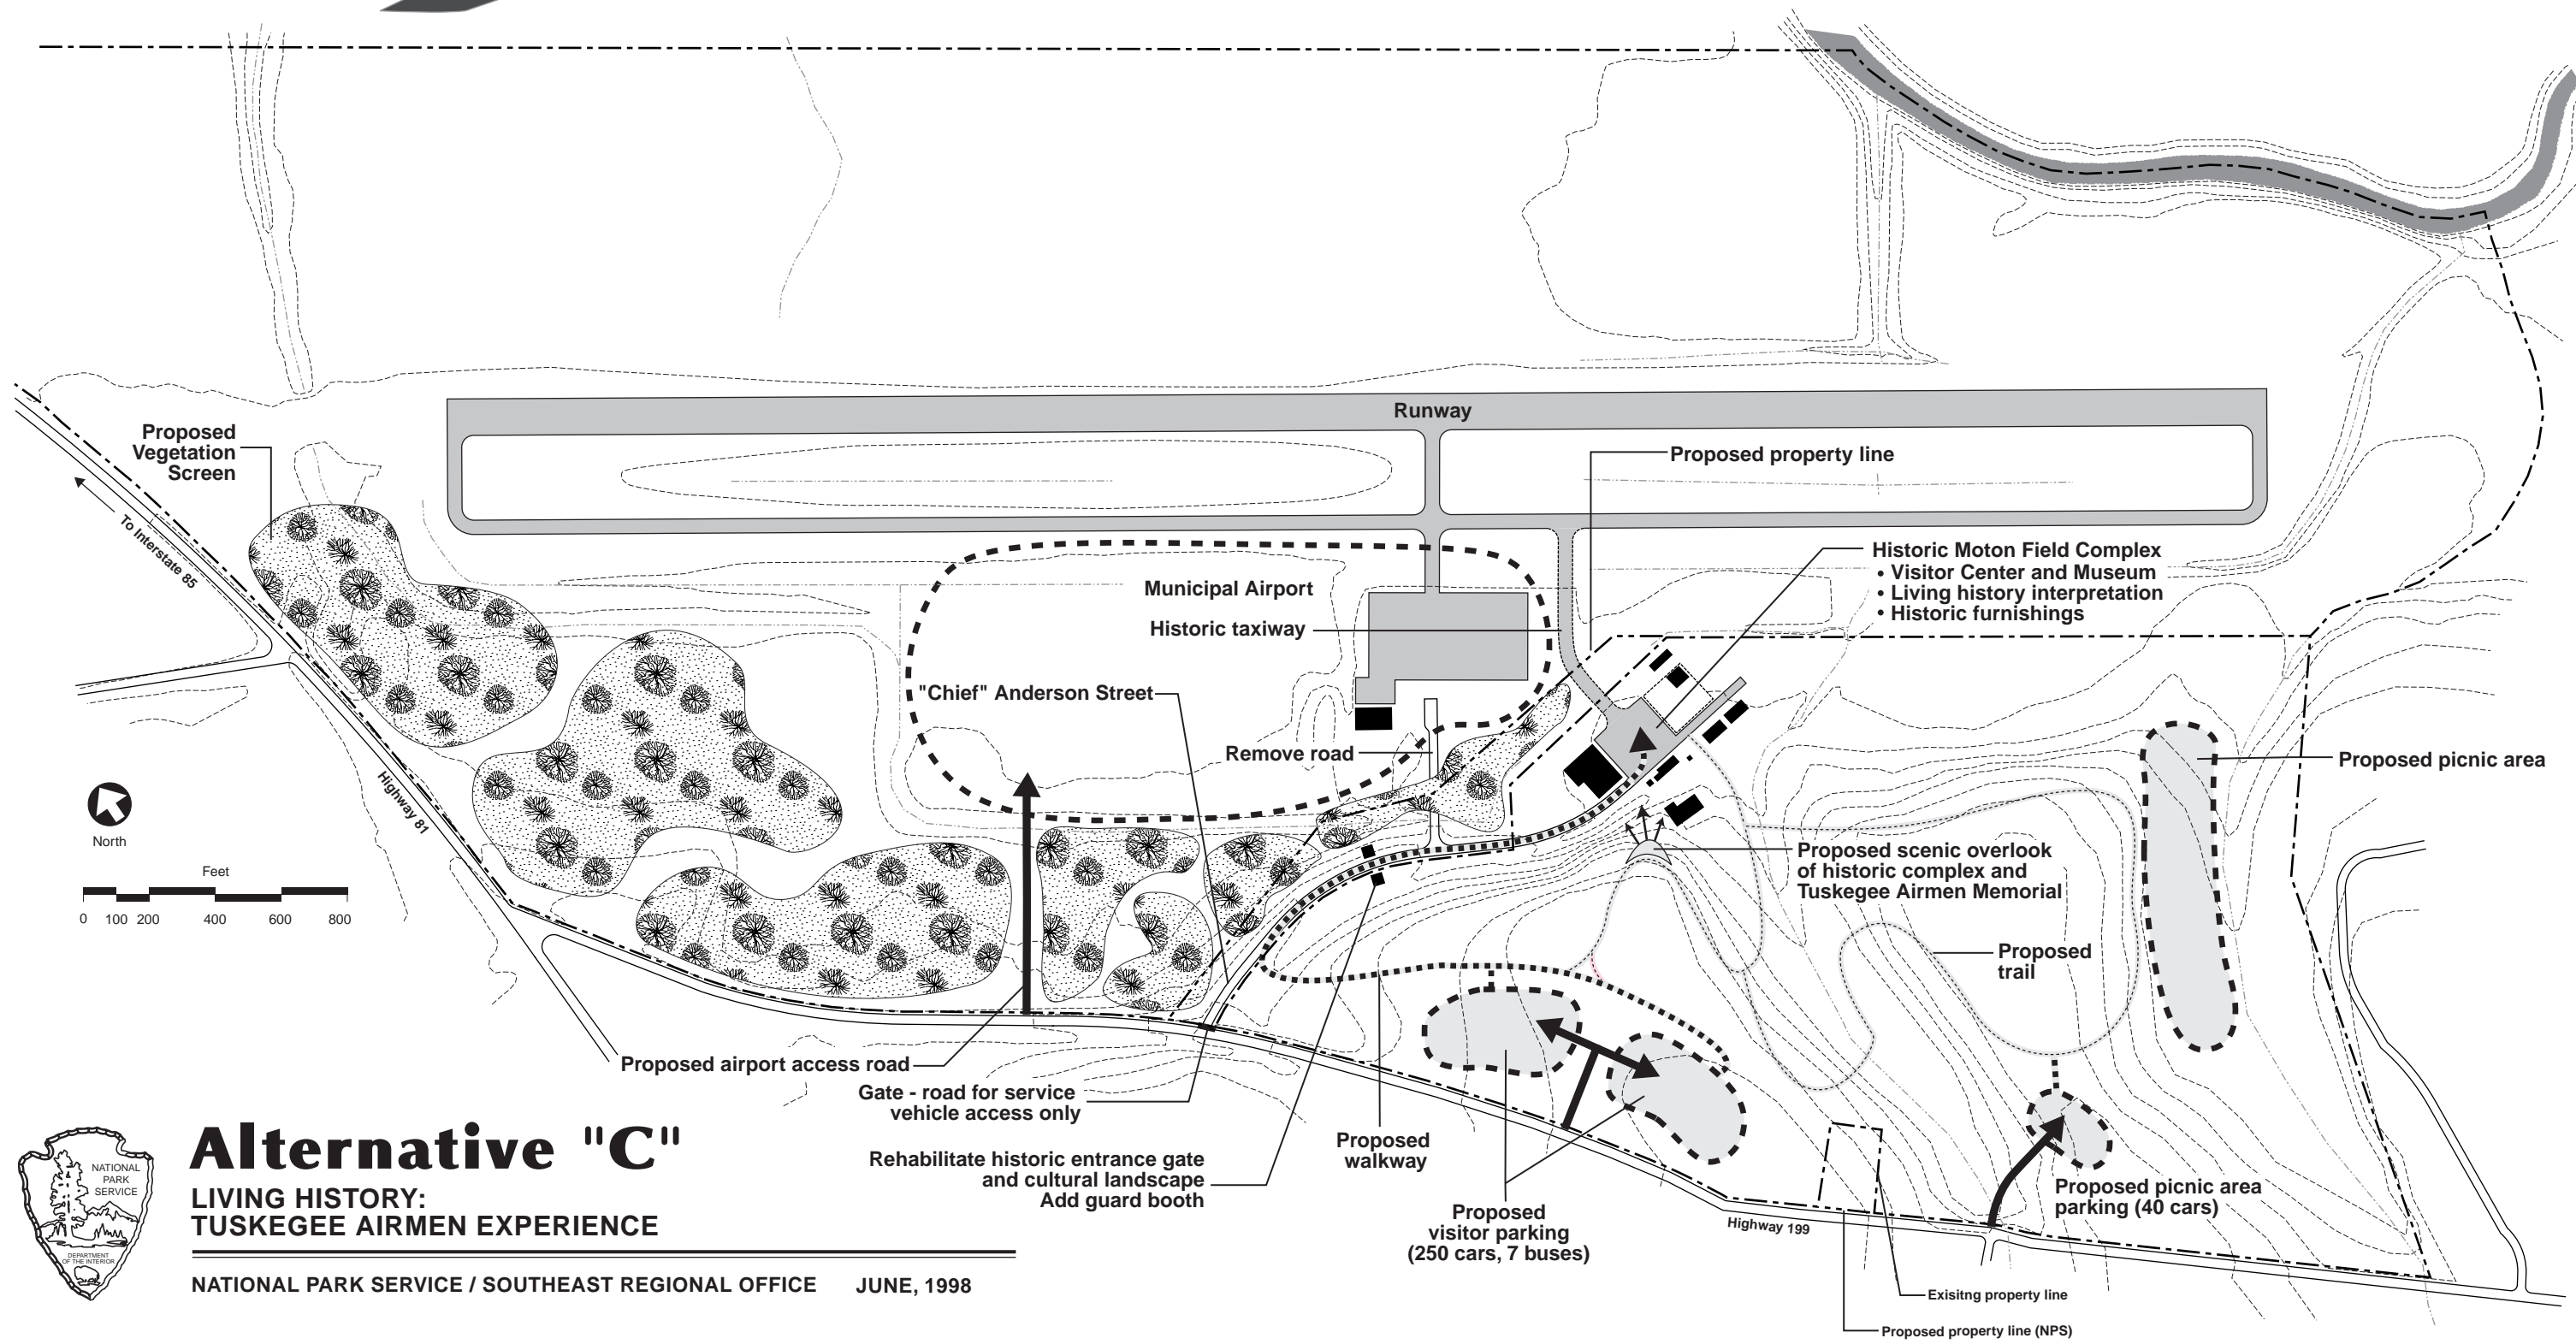 Runway
Proposed
Vegetation
Screen
Proposed property line
To Interstate 85
Historic Moton Field Complex
• Visitor Center and Museum
• Living history interpretation
• Historic furnishings
Municipal Airport
Historic taxiway
"Chief" Anderson Street
Remove road
Proposed picnic area
Highway 81
North
Feet
0 100 200 400 600 800
Proposed scenic overlook
of historic complex and
Tuskegee Airmen Memorial
Proposed
trail
Proposed airport access road
Gate - road for service
vehicle access only
Rehabilitate historic entrance gate
and cultural landscape
Add guard booth
Proposed
walkway
Proposed
visitor parking
(250 cars, 7 buses)
Highway 199
Proposed picnic area
parking (40 cars)
Exisitng property line
Proposed property line (NPS)
NATIONAL
PARK
SERVICE
DEPARTMENT
OF THE INTERIOR
Alternative "C"
LIVING HISTORY:
TUSKEGEE AIRMEN EXPERIENCE
NATIONAL PARK SERVICE / SOUTHEAST REGIONAL OFFICE JUNE, 1998